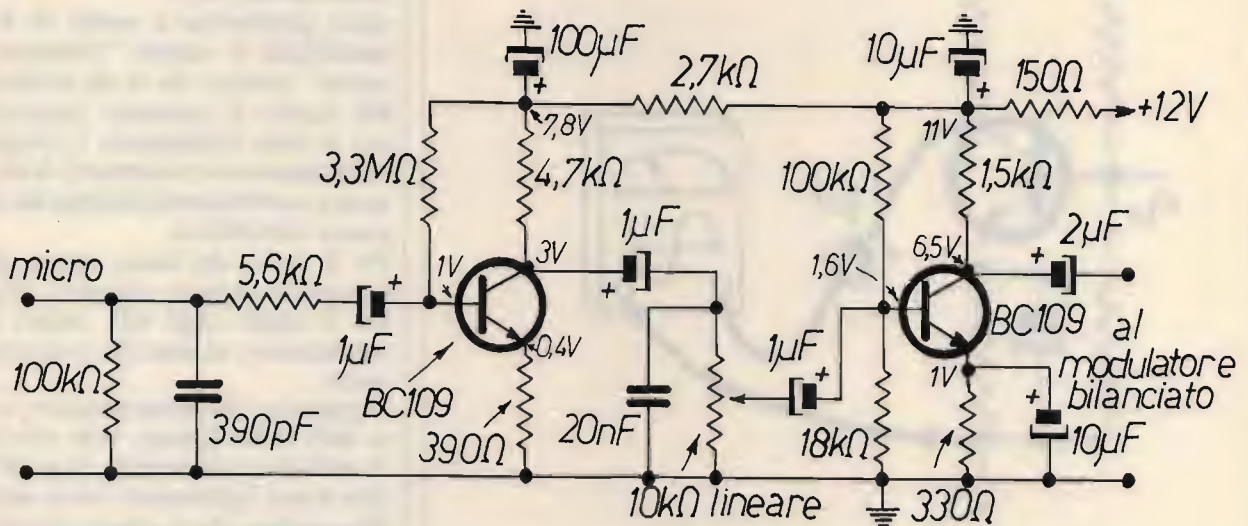 100µF
2,7kΩ
10µF
150Ω
+12V
7,8V
11V
3,3MΩ
4,7kΩ
100kΩ
1,5kΩ
micro
5,6kΩ
1V
3V
1µF
1,6V
6,5V
2µF
100kΩ
390pF
1µF
BC109
0,4V
390Ω
20nF
10kΩ lineare
1µF
18kΩ
BC109
1V
330Ω
10µF
al
modulatore
bilanciato
+
+
+
+
+
+
+